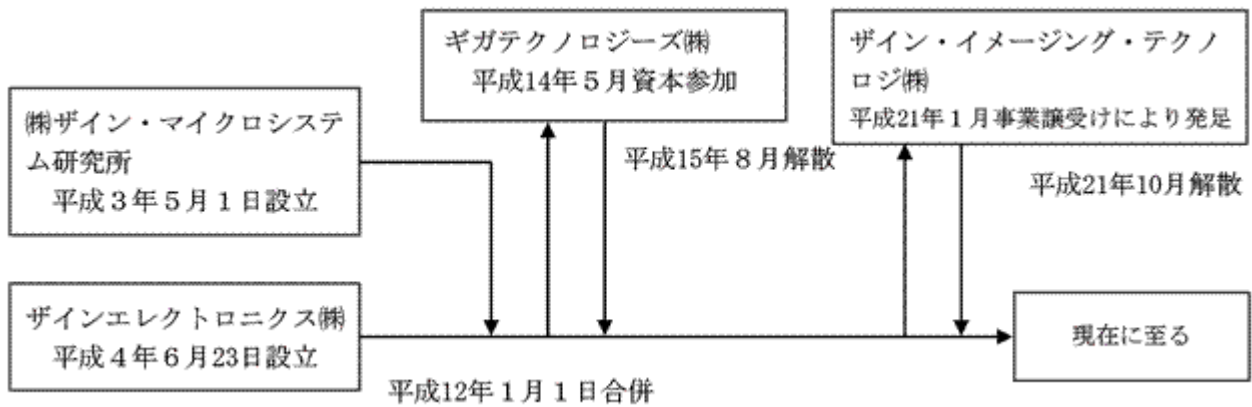 ギガテクノロジーズ㈱
平成14年５月資本参加
ザイン・イメージング・テクノ
ロジ㈱
平成21年１月事業譲受けにより発足
㈱ザイン・マイクロシステ
ム研究所
平成３年５月１日設立
平成15年８月解散
平成21年10月解散
ザインエレクトロニクス㈱
平成４年６月23日設立
現在に至る
平成12年１月１日合併